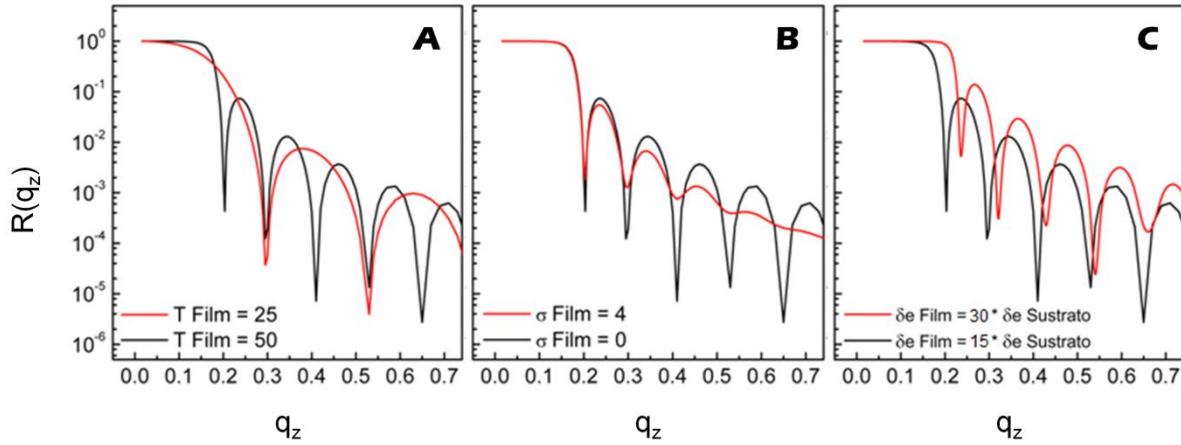 A
B
C
R(q_z)
10^0
10^-1
10^-2
10^-3
10^-4
10^-5
10^-6
T Film = 25
T Film = 50
σ Film = 4
σ Film = 0
δe Film = 30* δe Sustrato
δe Film = 15* δe Sustrato
0.0 0.1 0.2 0.3 0.4 0.5 0.6 0.7
0.0 0.1 0.2 0.3 0.4 0.5 0.6 0.7
0.0 0.1 0.2 0.3 0.4 0.5 0.6 0.7
q_z
q_z
q_z